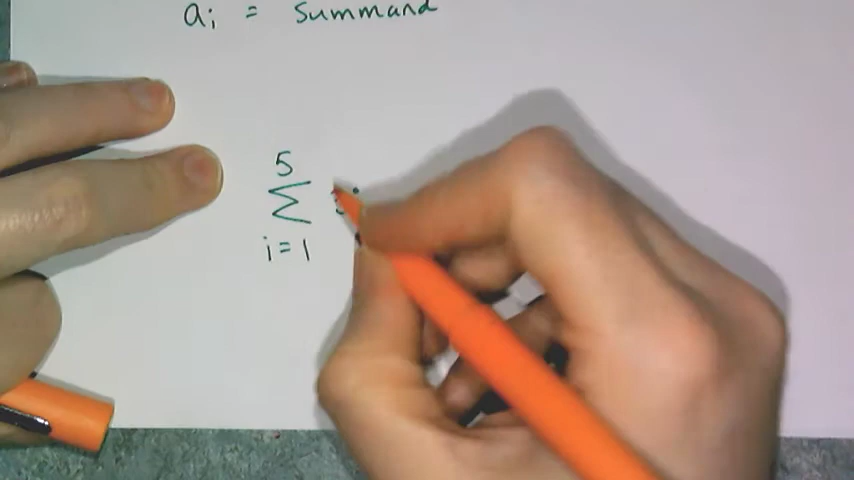 aᵢ = Summand
5
Σ
i = 1